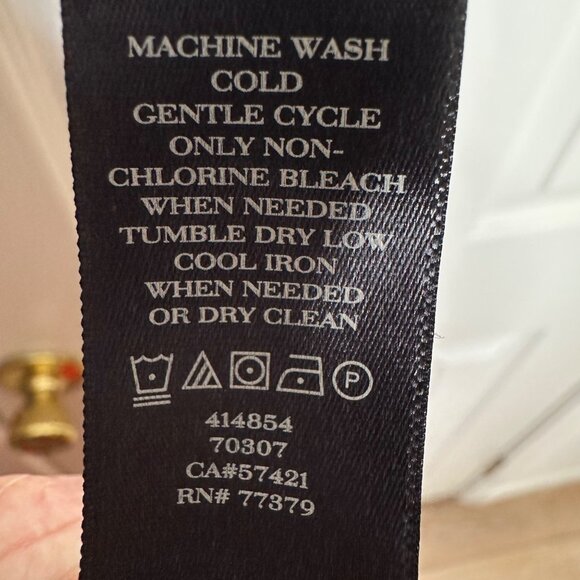 MACHINE WASH
COLD
GENTLE CYCLE
ONLY NON-
CHLORINE BLEACH
WHEN NEEDED
TUMBLE DRY LOW
COOL IRON
WHEN NEEDED
OR DRY CLEAN
P
414854
70307
CA#57421
RN# 77379